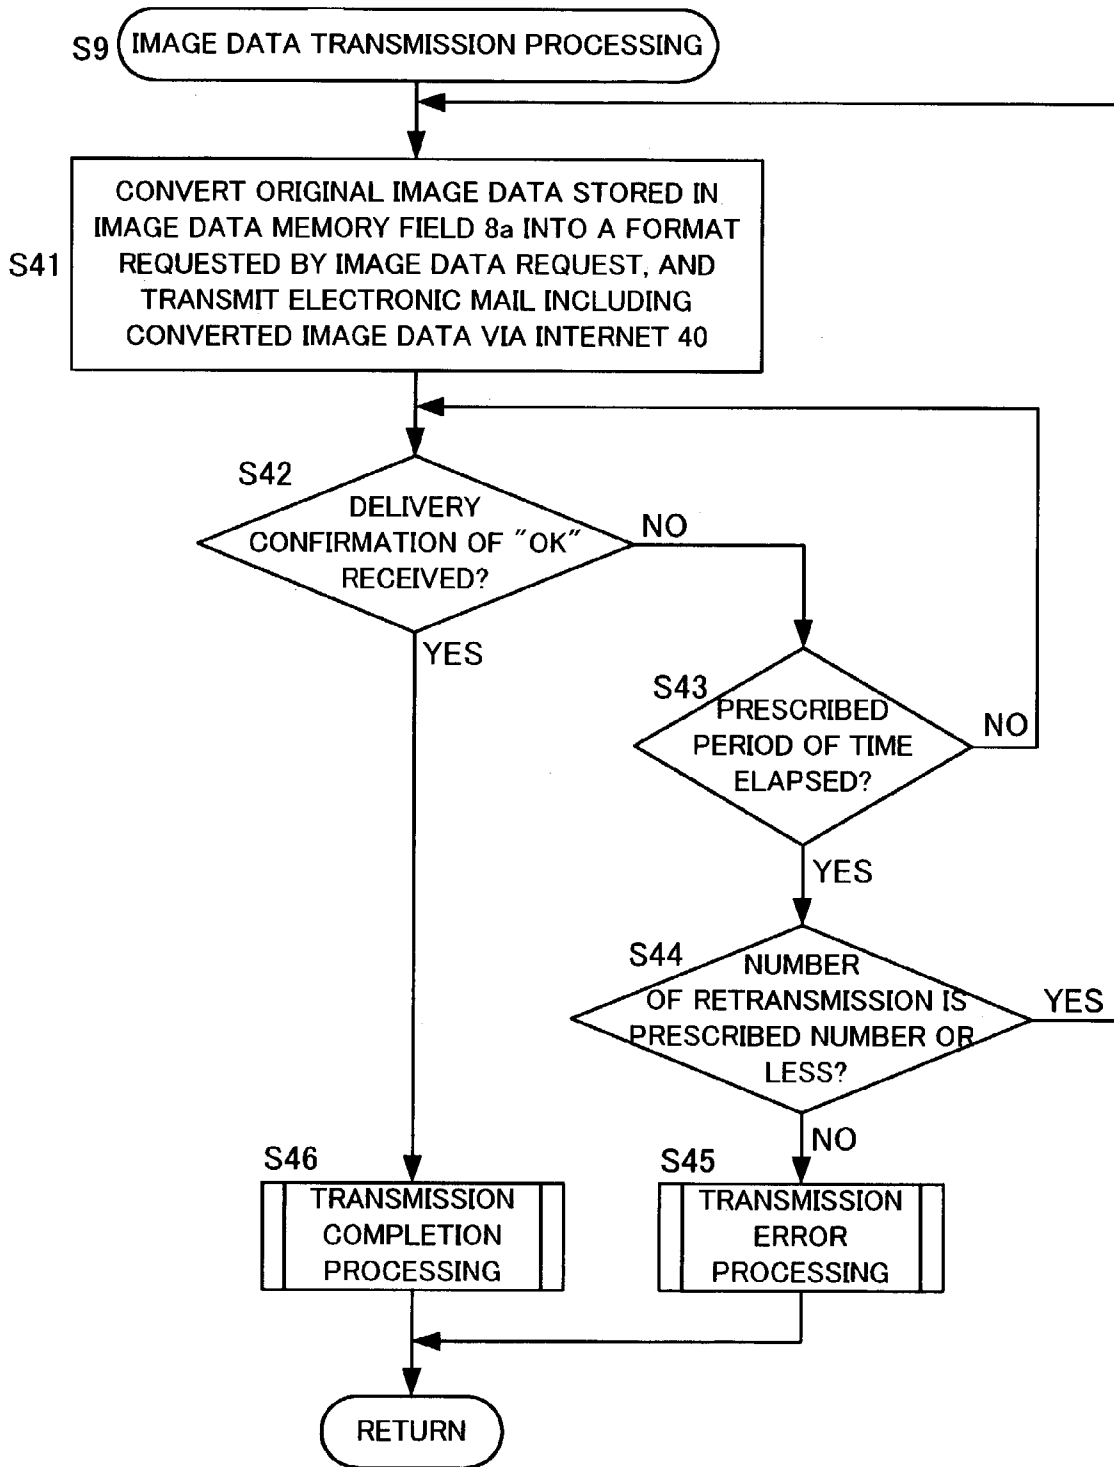 S9
IMAGE DATA TRANSMISSION PROCESSING
S41
CONVERT ORIGINAL IMAGE DATA STORED IN
IMAGE DATA MEMORY FIELD 8a INTO A FORMAT
REQUESTED BY IMAGE DATA REQUEST, AND
TRANSMIT ELECTRONIC MAIL INCLUDING
CONVERTED IMAGE DATA VIA INTERNET 40
S42
DELIVERY
CONFIRMATION OF "OK"
RECEIVED?
NO
YES
S43
PRESCRIBED
PERIOD OF TIME
ELAPSED?
NO
YES
S44
NUMBER
OF RETRANSMISSION IS
PRESCRIBED NUMBER OR
LESS?
YES
NO
S46
TRANSMISSION
COMPLETION
PROCESSING
S45
TRANSMISSION
ERROR
PROCESSING
RETURN